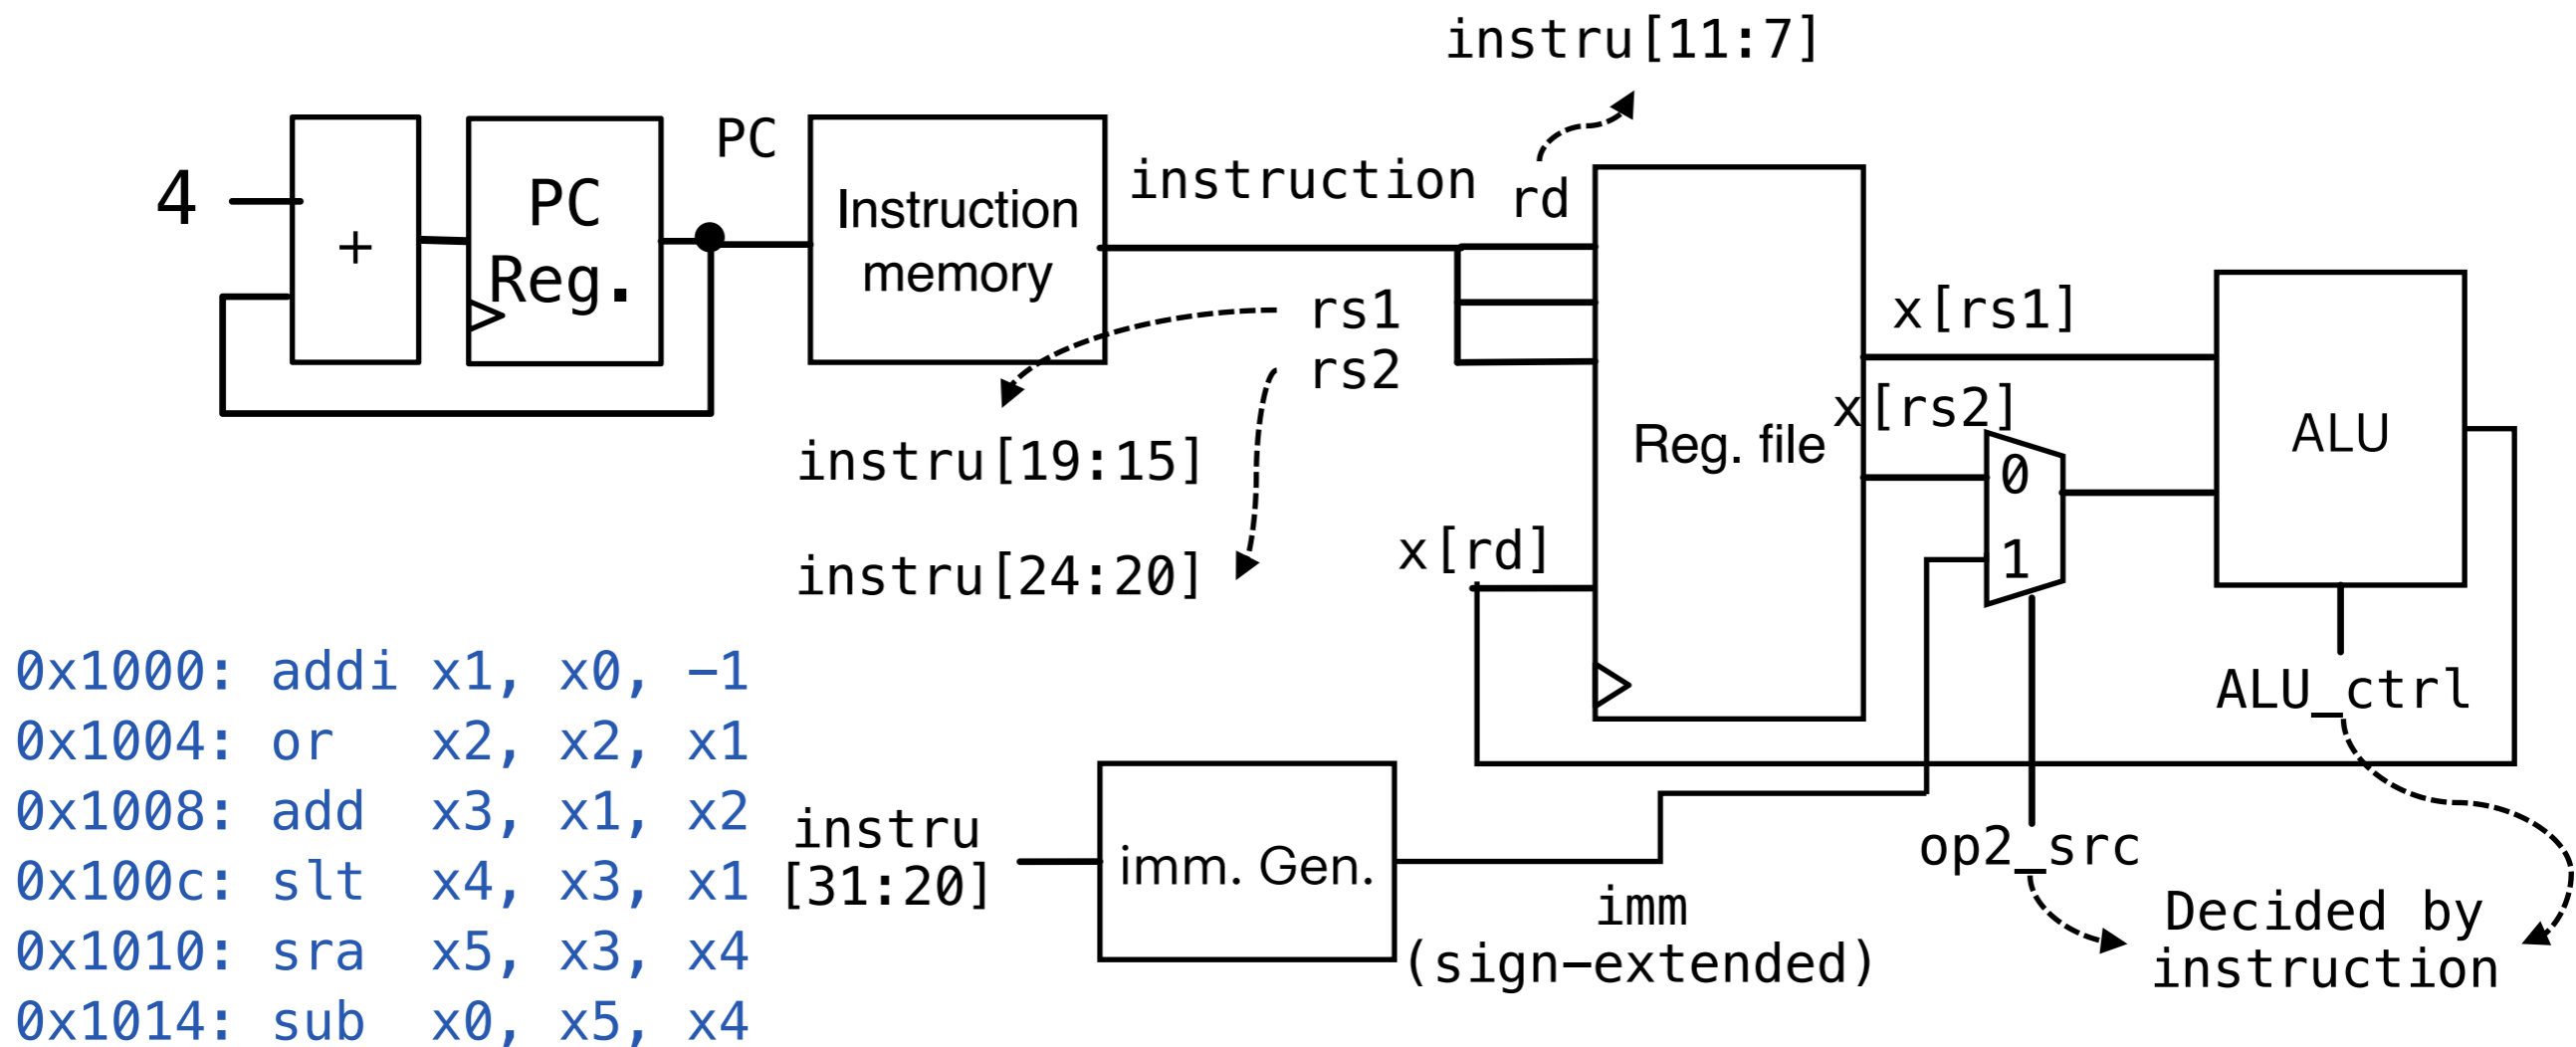 instru[11:7]
PC
4
+
PC
Reg.
Instruction
memory
instruction
rd
rs1
rs2
instru[19:15]
instru[24:20]
x[rd]
Reg. file
x[rs1]
x[rs2]
0
1
ALU
ALU_ctrl
0x1000: addi x1, x0, −1
0x1004: or x2, x2, x1
0x1008: add x3, x1, x2
0x100c: slt x4, x3, x1
0x1010: sra x5, x3, x4
0x1014: sub x0, x5, x4
instru
[31:20]
imm. Gen.
imm
(sign−extended)
op2_src
Decided by
instruction